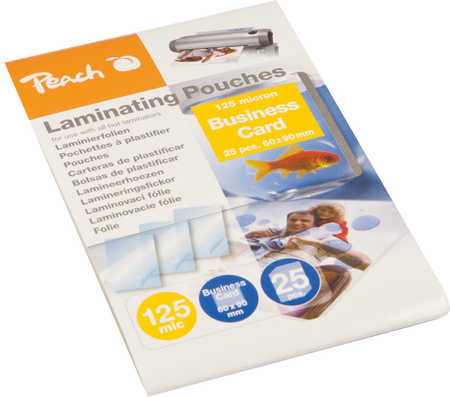 Peach
Laminating Pouches
for use with all hot laminators
Laminierfolien
Pochettes à plastifier
Pouches
Carteras de plastificar
Bolsas de plastificar
Lamineerhoezen
Lamineringsfickor
Laminovací fólie
Laminovacie fólie
Folie
125 micron
Business
Card
25 pcs. 60x90mm
125
mic
Business
Card
60 x 90
mm
25
pcs.